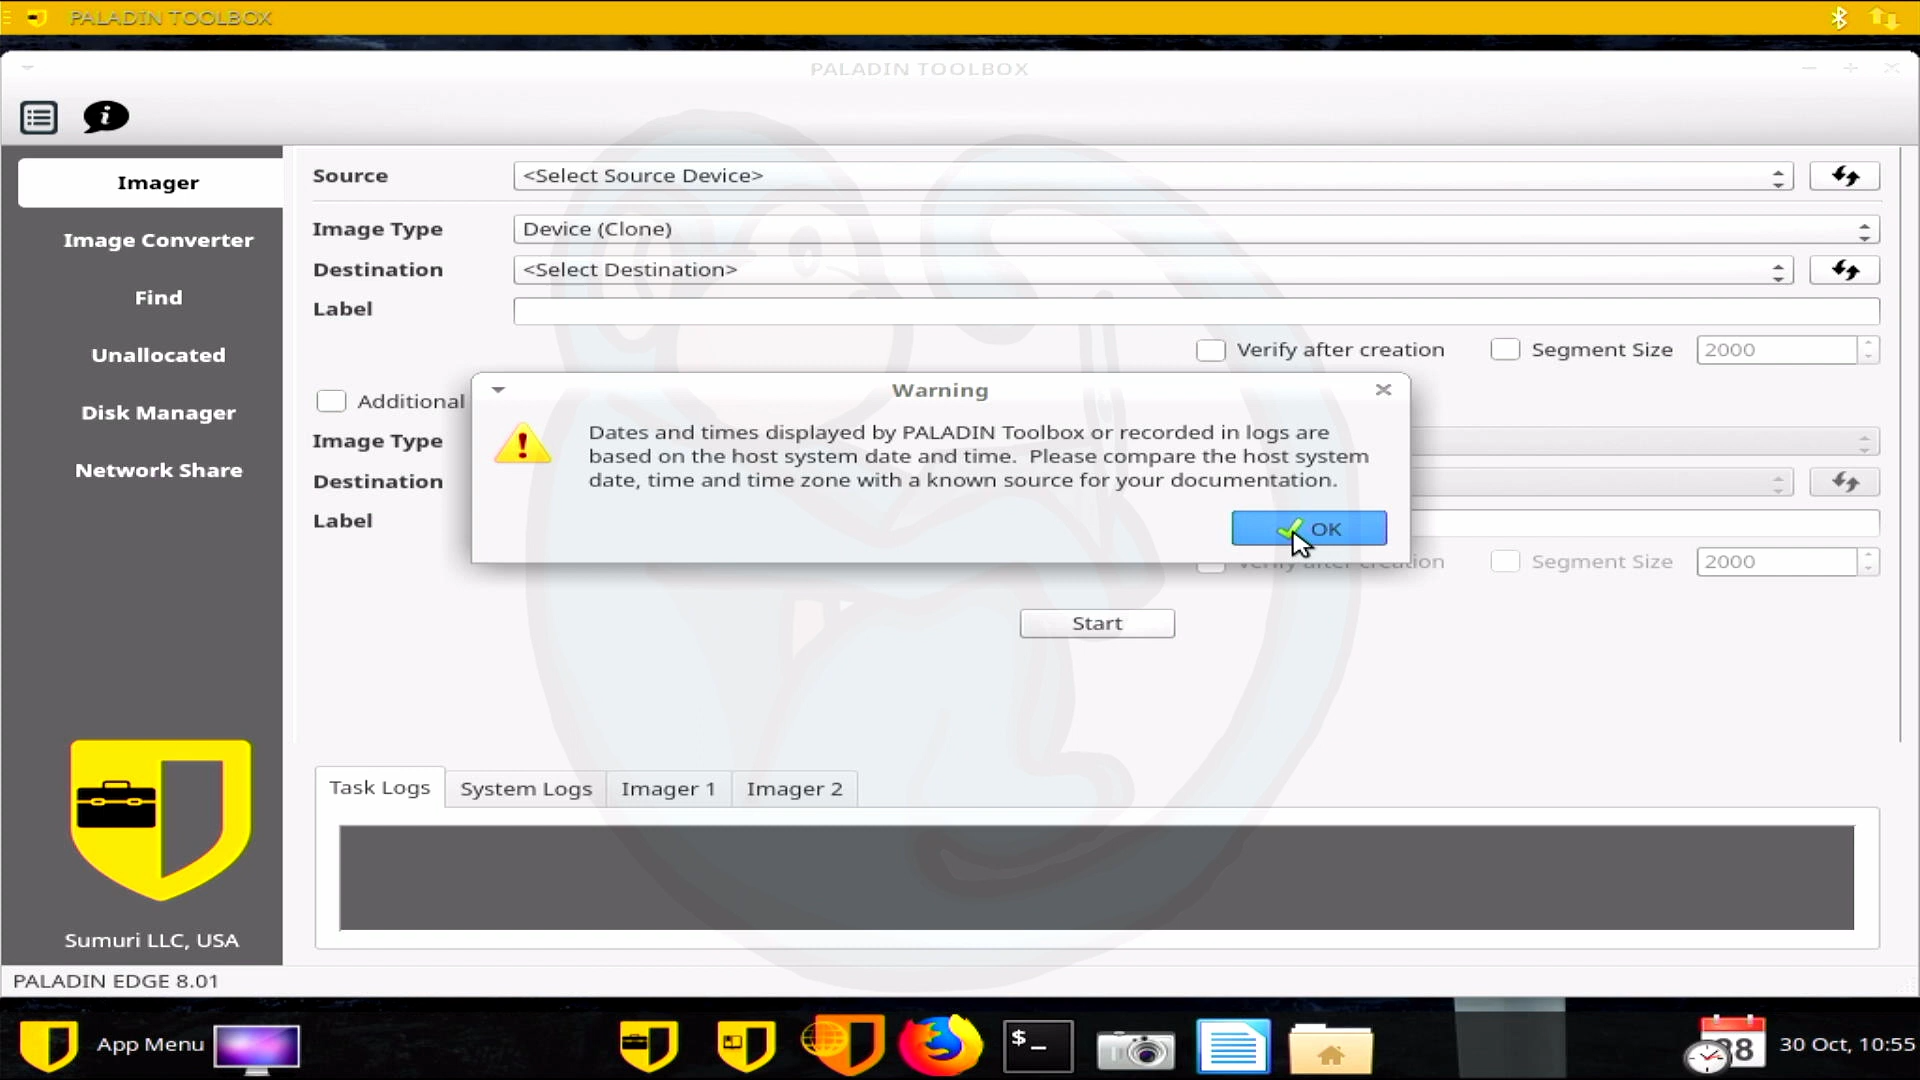 PALADIN TOOLBOX
PALADIN TOOLBOX
Imager
Image Converter
Find
Unallocated
Disk Manager
Network Share
Sumuri LLC, USA
Source
<Select Source Device>
Image Type
Device (Clone)
Destination
<Select Destination>
Label
Verify after creation
Segment Size
2000
Additional
Image Type
Destination
Label
Verify after creation
Segment Size
2000
Warning
Dates and times displayed by PALADIN Toolbox or recorded in logs are
based on the host system date and time. Please compare the host system
date, time and time zone with a known source for your documentation.
OK
Start
Task Logs
System Logs
Imager 1
Imager 2
PALADIN EDGE 8.01
App Menu
$ _
30 Oct, 10:55